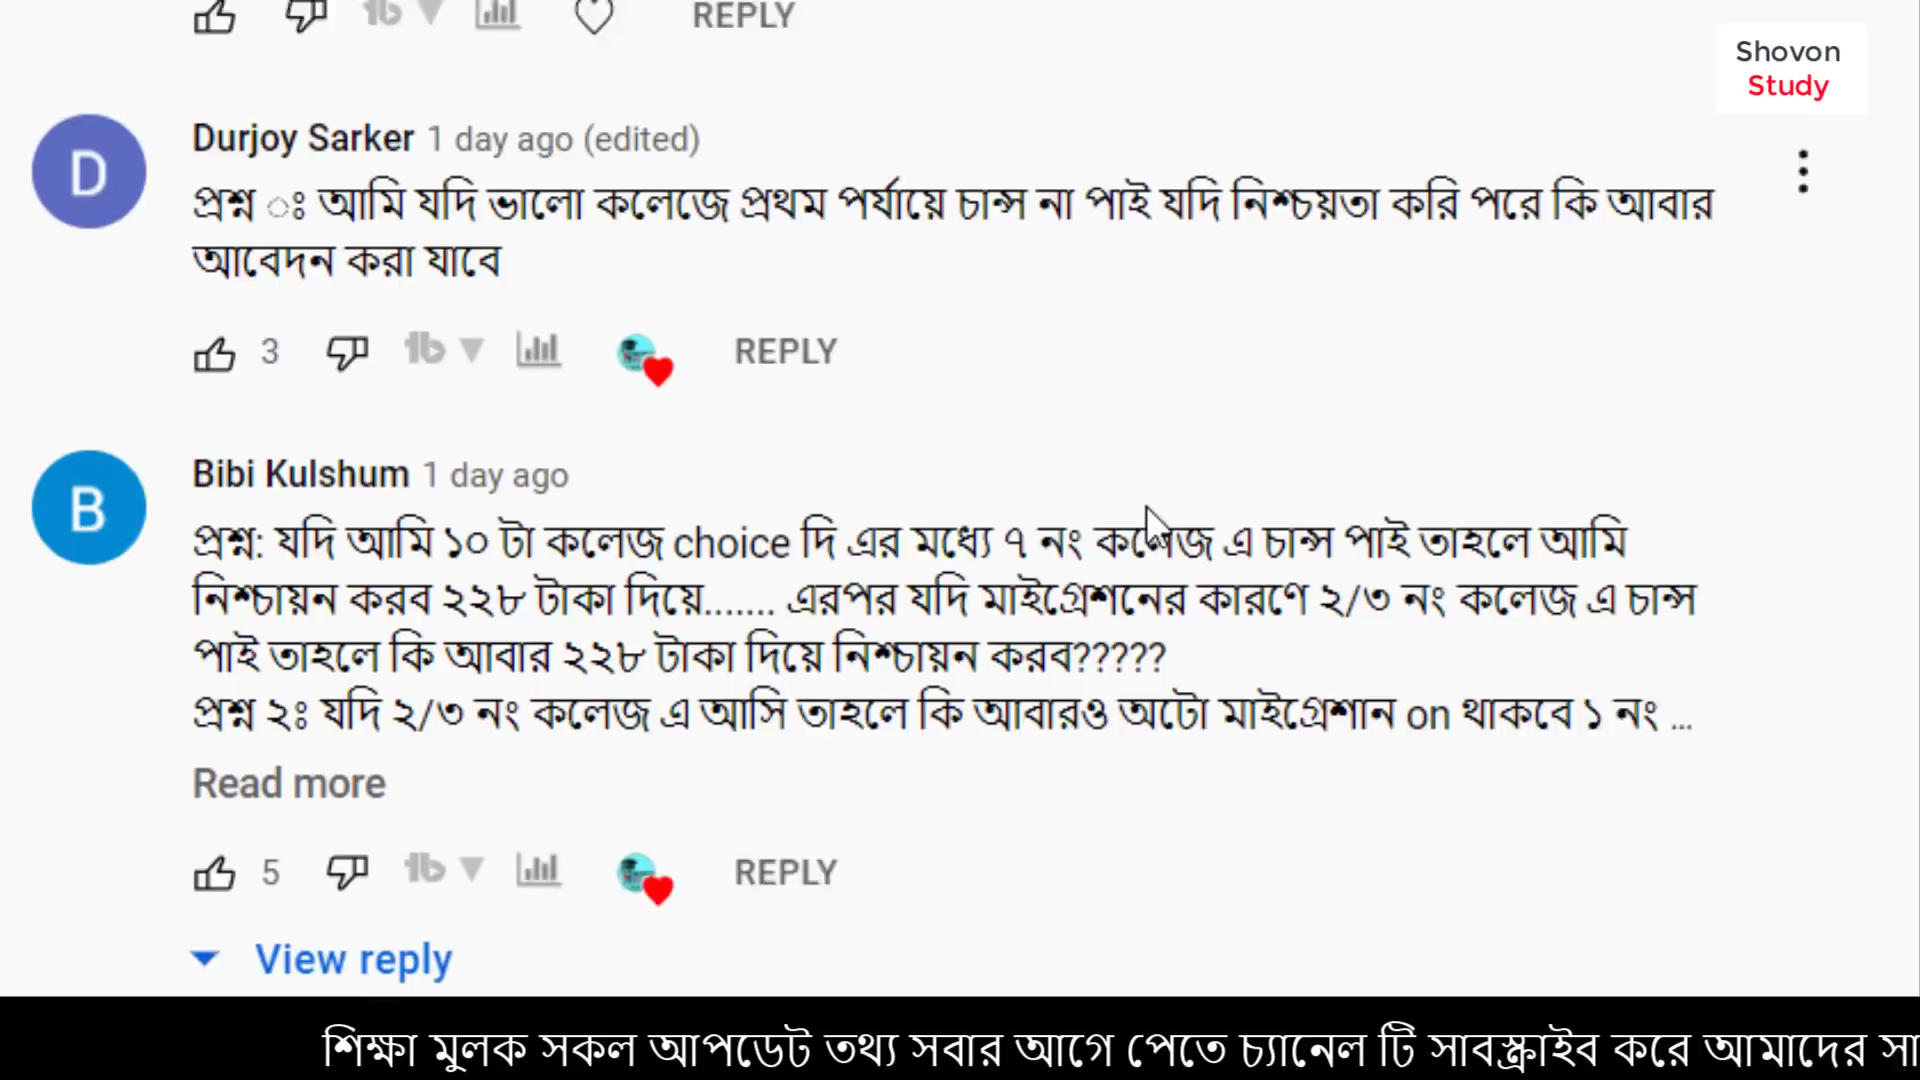 REPLY
Shovon
Study
D
Durjoy Sarker 1 day ago (edited)
প্রশ্ন ঃ আমি যদি ভালো কলেজে প্রথম পর্যায়ে চান্স না পাই যদি নিশ্চয়তা করি পরে কি আবার
আবেদন করা যাবে
3 REPLY
B
Bibi Kulshum 1 day ago
প্রশ্ন: যদি আমি ১০ টা কলেজ choice দি এর মধ্যে ৭ নং কলেজ এ চান্স পাই তাহলে আমি
নিশ্চায়ন করব ২২৮ টাকা দিয়ে....... এরপর যদি মাইগ্রেশনের কারণে ২/৩ নং কলেজ এ চান্স
পাই তাহলে কি আবার ২২৮ টাকা দিয়ে নিশ্চায়ন করব?????
প্রশ্ন ২ঃ যদি ২/৩ নং কলেজ এ আসি তাহলে কি আবারও অটো মাইগ্রেশান on থাকবে ১ নং ...
Read more
5 REPLY
View reply
শিক্ষা মুলক সকল আপডেট তথ্য সবার আগে পেতে চ্যানেল টি সাবস্ক্রাইব করে আমাদের সা